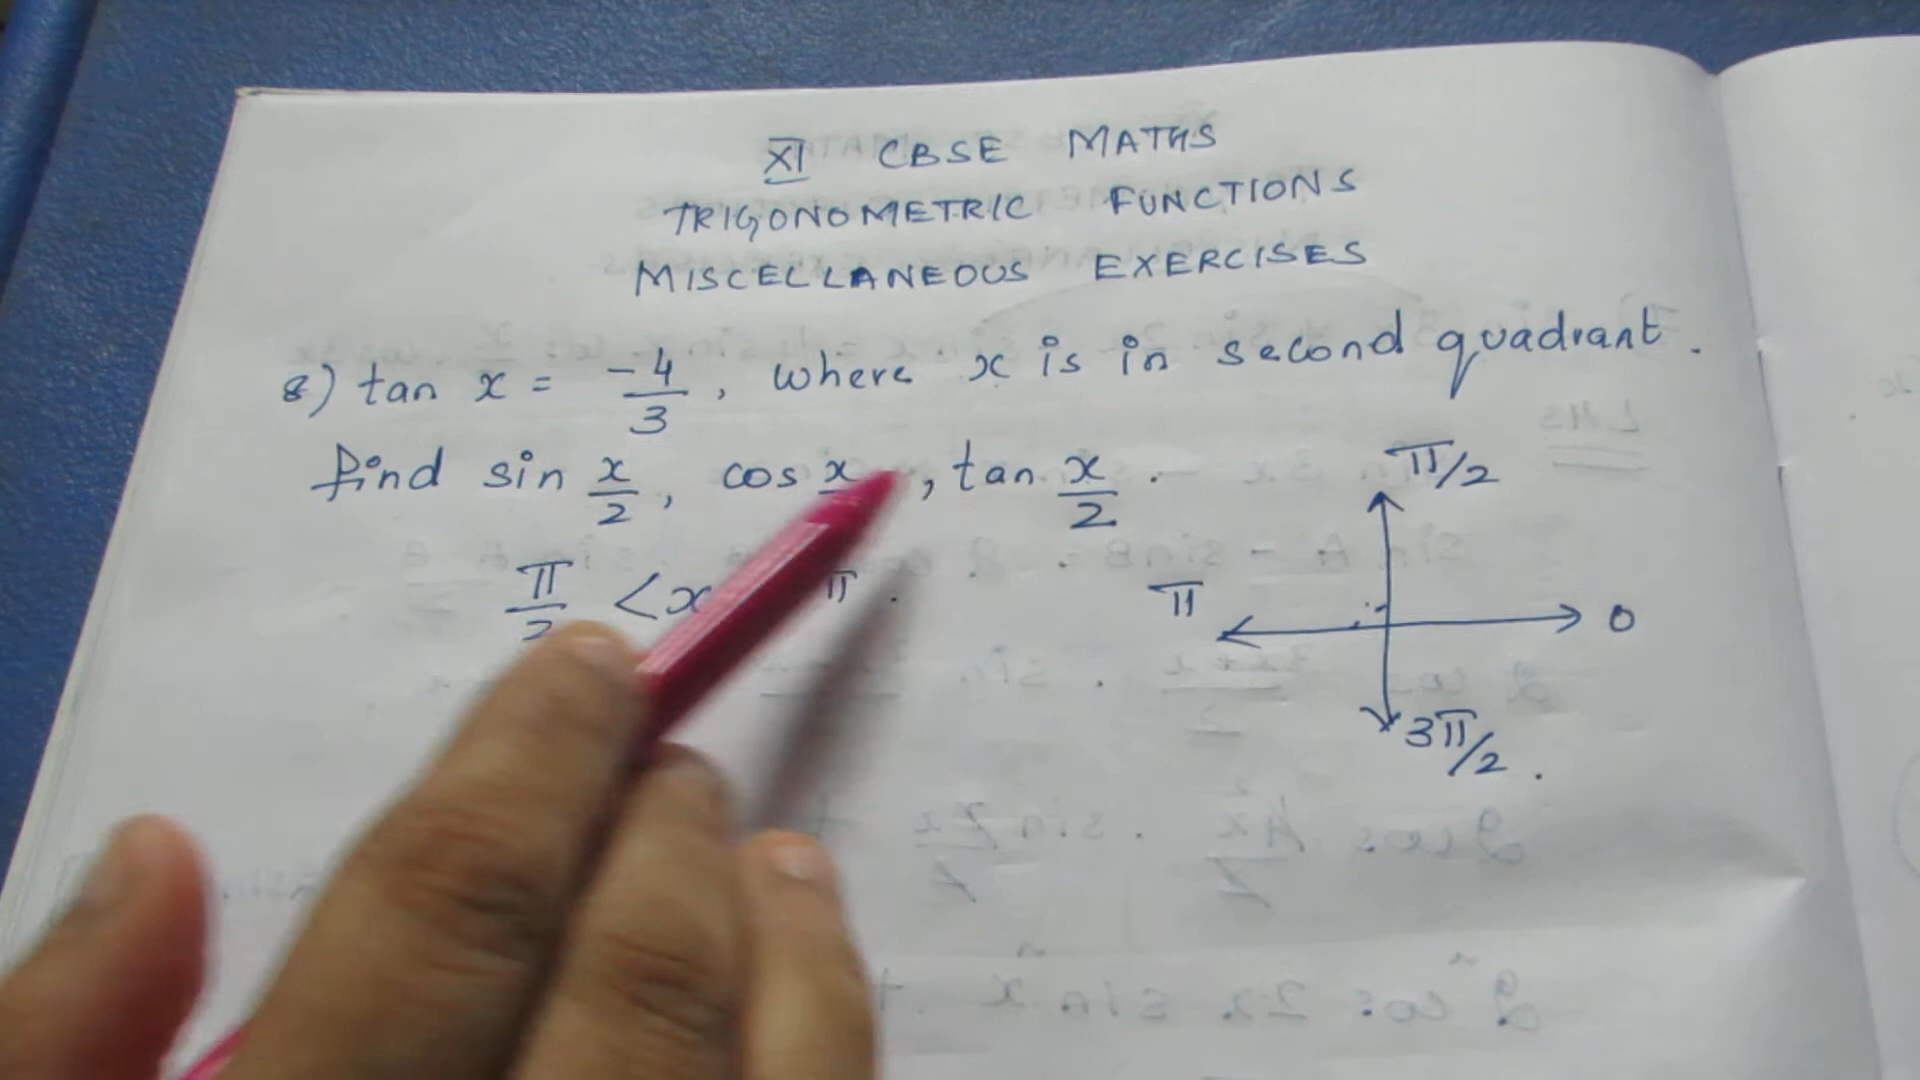 XI CBSE MATHS
TRIGONOMETRIC FUNCTIONS
MISCELLANEOUS EXERCISES
8) tan x = -4/3, where x is in second quadrant.
find sin x/2, cos x , tan x/2.
π/2 < x π.
π/2
π
0
3π/2.